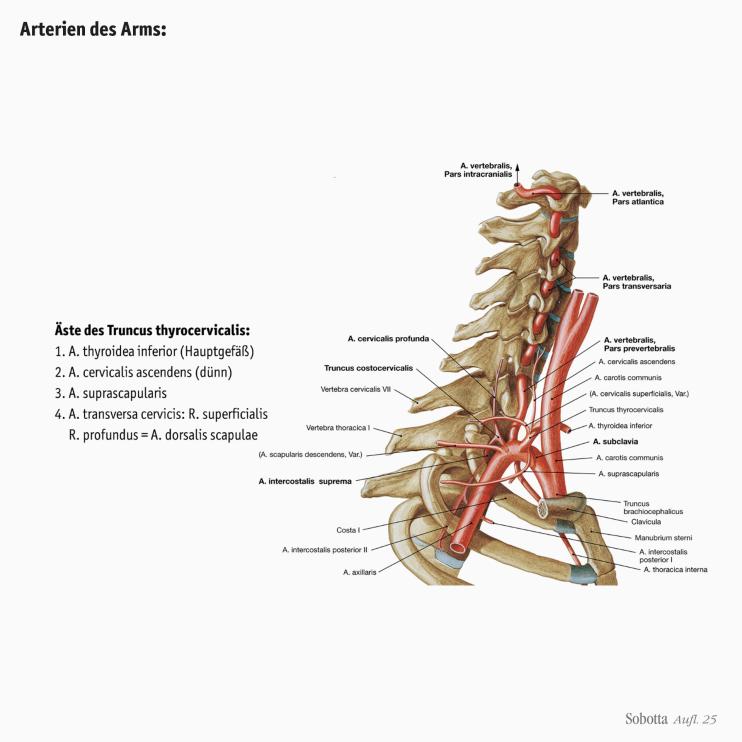 Arterien des Arms:
Äste des Truncus thyrocervicalis:
1. A. thyroidea inferior (Hauptgefäß)
2. A. cervicalis ascendens (dünn)
3. A. suprascapularis
4. A. transversa cervicis: R. superficialis
R. profundus = A. dorsalis scapulae
A. vertebralis,
Pars intracranialis
A. cervicalis profunda
Truncus costocervicalis
Vertebra cervicalis VII
Vertebra thoracica I
(A. scapularis descendens, Var.)
A. intercostalis suprema
Costa I
A. intercostalis posterior II
A. axillaris
A. vertebralis,
Pars atlantica
A. vertebralis,
Pars transversaria
A. vertebralis,
Pars prevertebralis
A. cervicalis ascendens
A. carotis communis
(A. cervicalis superficialis, Var.)
Truncus thyrocervicalis
A. thyroidea inferior
A. subclavia
A. carotis communis
A. suprascapularis
Truncus
brachiocephalicus
Clavicula
Manubrium sterni
A. intercostalis
posterior I
A. thoracica interna
Sobotta Aufl. 25